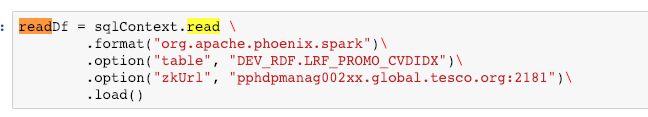 : readDf = sqlContext.read \
.format("org.apache.phoenix.spark")\
.option("table", "DEV_RDF.LRF_PROMO_CVDIDX")\
.option("zkUrl", "pphdpmanag002xx.global.tesco.org:2181")\
.load()